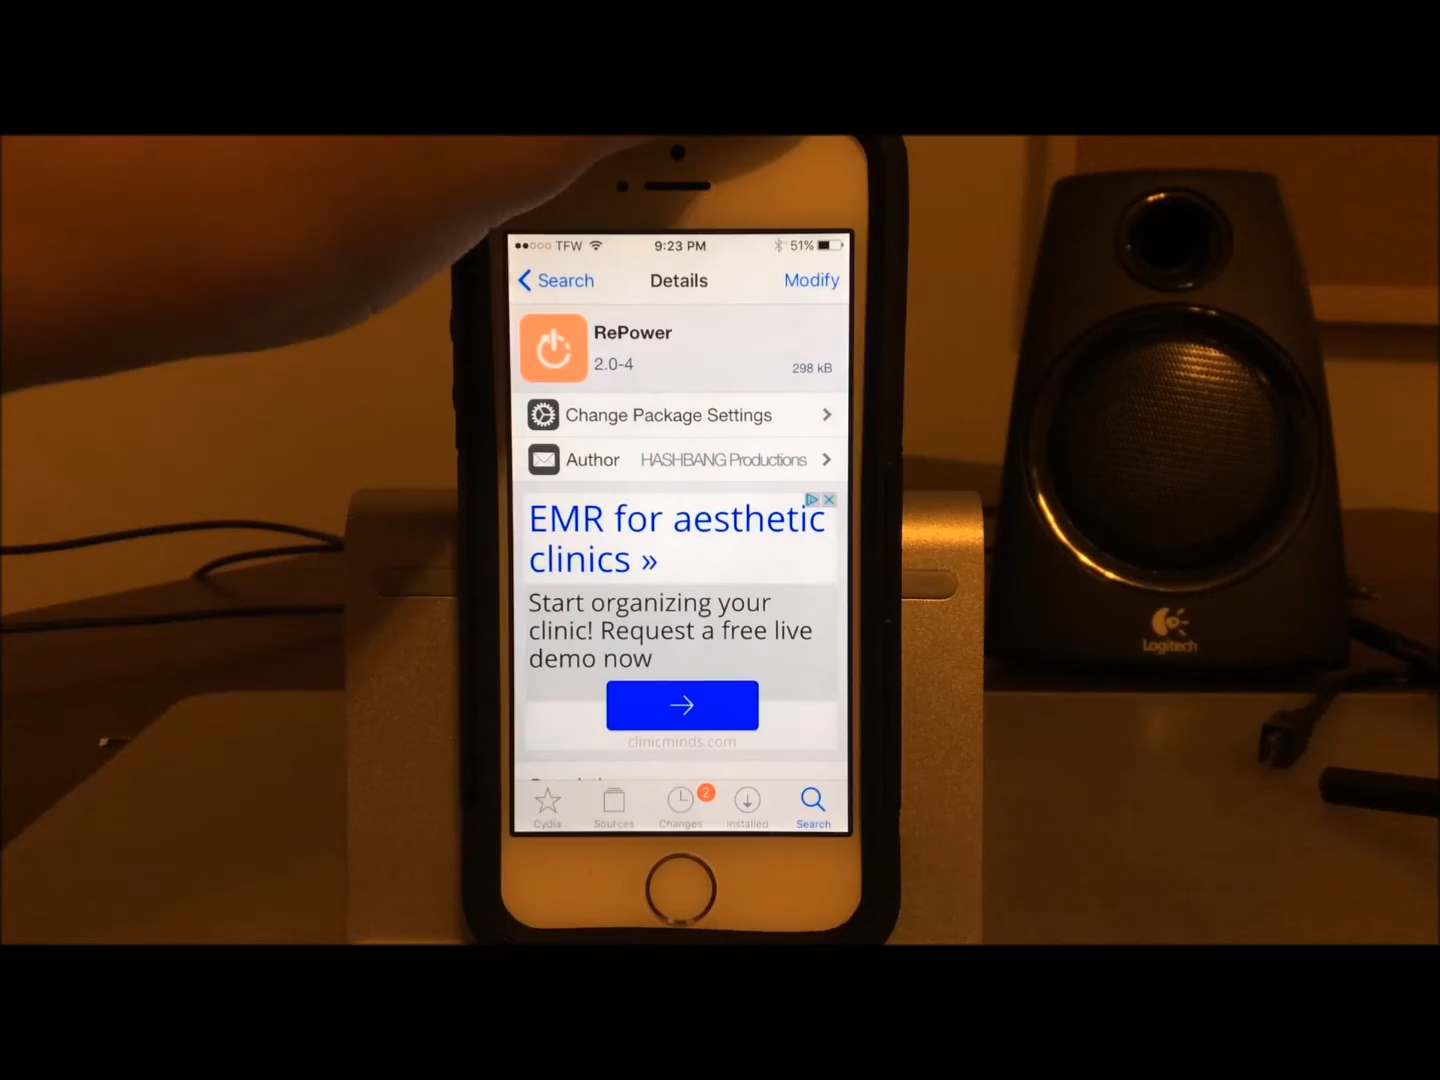 TFW 9:23 PM 51%
Search Details Modify
RePower
2.0-4 298 kB
Change Package Settings
Author HASHBANG Productions
EMR for aesthetic
clinics »
Start organizing your
clinic! Request a free live
demo now
clinicminds.com
2
Cydia Sources Changes Installed Search
Logitech